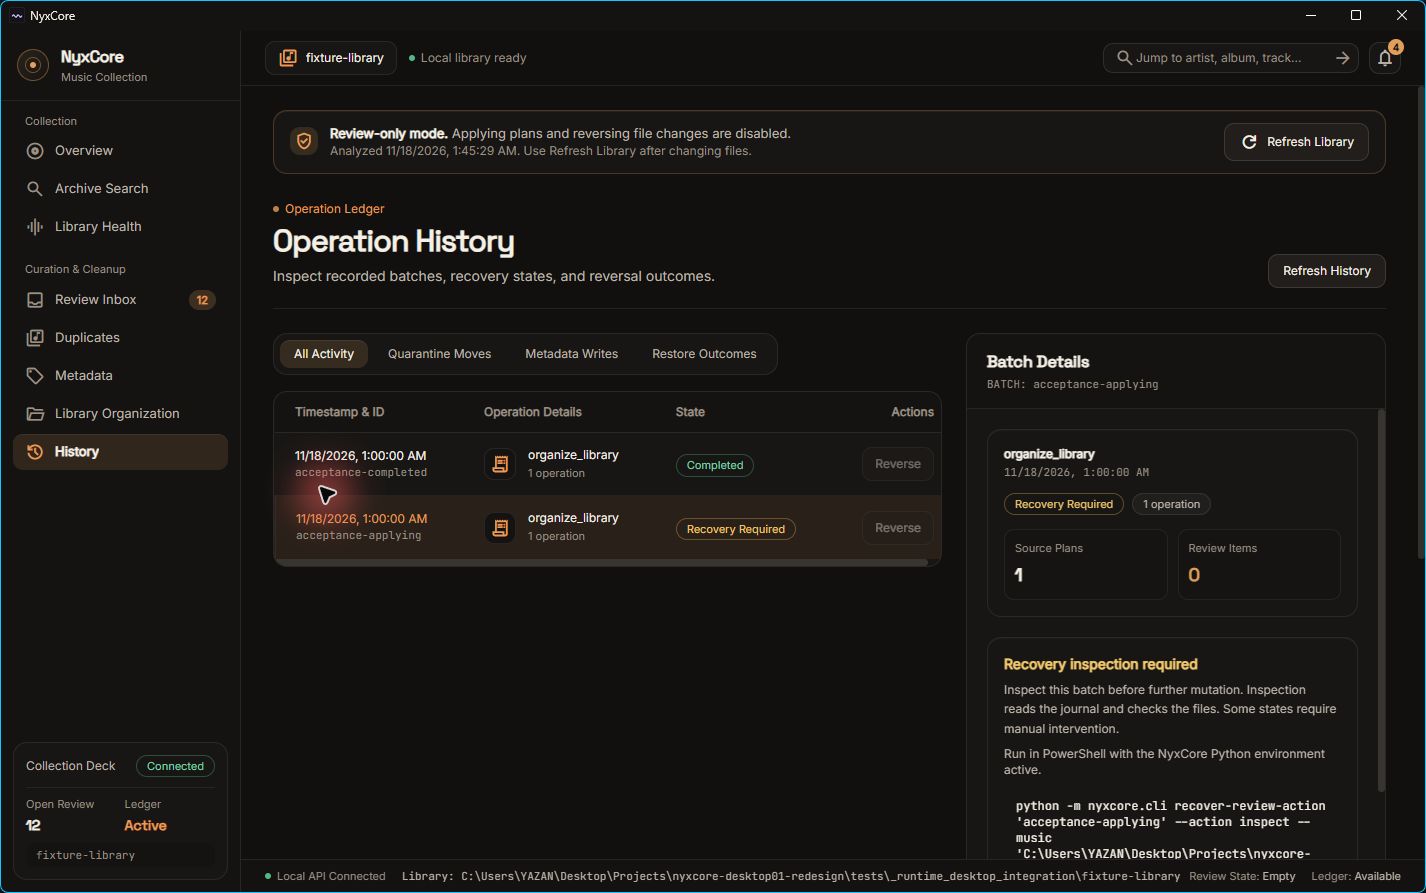 NyxCore
NyxCore
Music Collection
Collection
Overview
Archive Search
Library Health
Curation & Cleanup
Review Inbox 12
Duplicates
Metadata
Library Organization
History
Collection Deck Connected
Open Review Ledger
12 Active
fixture-library
fixture-library Local library ready
Jump to artist, album, track...
4
Review-only mode. Applying plans and reversing file changes are disabled.
Analyzed 11/18/2026, 1:45:29 AM. Use Refresh Library after changing files.
Refresh Library
Operation Ledger
Operation History
Inspect recorded batches, recovery states, and reversal outcomes.
Refresh History
All Activity Quarantine Moves Metadata Writes Restore Outcomes
Timestamp & ID Operation Details State Actions
11/18/2026, 1:00:00 AM organize_library Completed Reverse
acceptance-completed 1 operation
11/18/2026, 1:00:00 AM organize_library Recovery Required Reverse
acceptance-applying 1 operation
Batch Details
BATCH: acceptance-applying
organize_library
11/18/2026, 1:00:00 AM
Recovery Required 1 operation
Source Plans Review Items
1 0
Recovery inspection required
Inspect this batch before further mutation. Inspection
reads the journal and checks the files. Some states require
manual intervention.
Run in PowerShell with the NyxCore Python environment
active.
python -m nyxcore.cli recover-review-action
'acceptance-applying' --action inspect --
music
'C:\Users\YAZAN\Desktop\Projects\nyxcore-
Local API Connected Library: C:\Users\YAZAN\Desktop\Projects\nyxcore-desktop01-redesign\tests\_runtime_desktop_integration\fixture-library Review State: Empty Ledger: Available